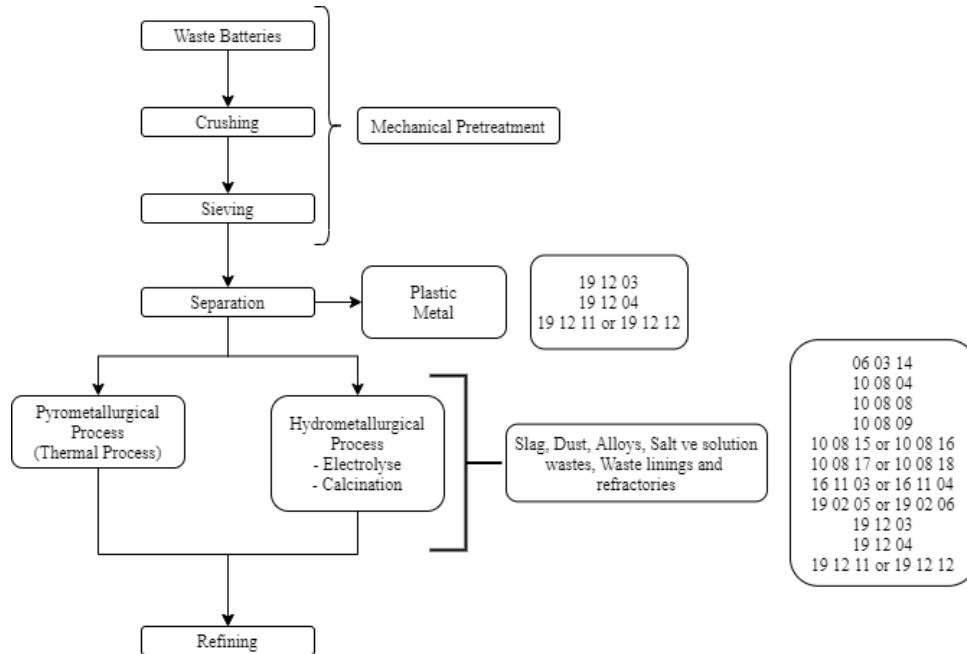 Waste Batteries
Crushing
Mechanical Pretreatment
Sieving
Separation
Plastic
Metal
19 12 03
19 12 04
19 12 11 or 19 12 12
Pyrometallurgical
Process
(Thermal Process)
Hydrometallurgical
Process
- Electrolyse
- Calcination
Slag, Dust, Alloys, Salt ve solution
wastes, Waste linings and
refractories
06 03 14
10 08 04
10 08 08
10 08 09
10 08 15 or 10 08 16
10 08 17 or 10 08 18
16 11 03 or 16 11 04
19 02 05 or 19 02 06
19 12 03
19 12 04
19 12 11 or 19 12 12
Refining